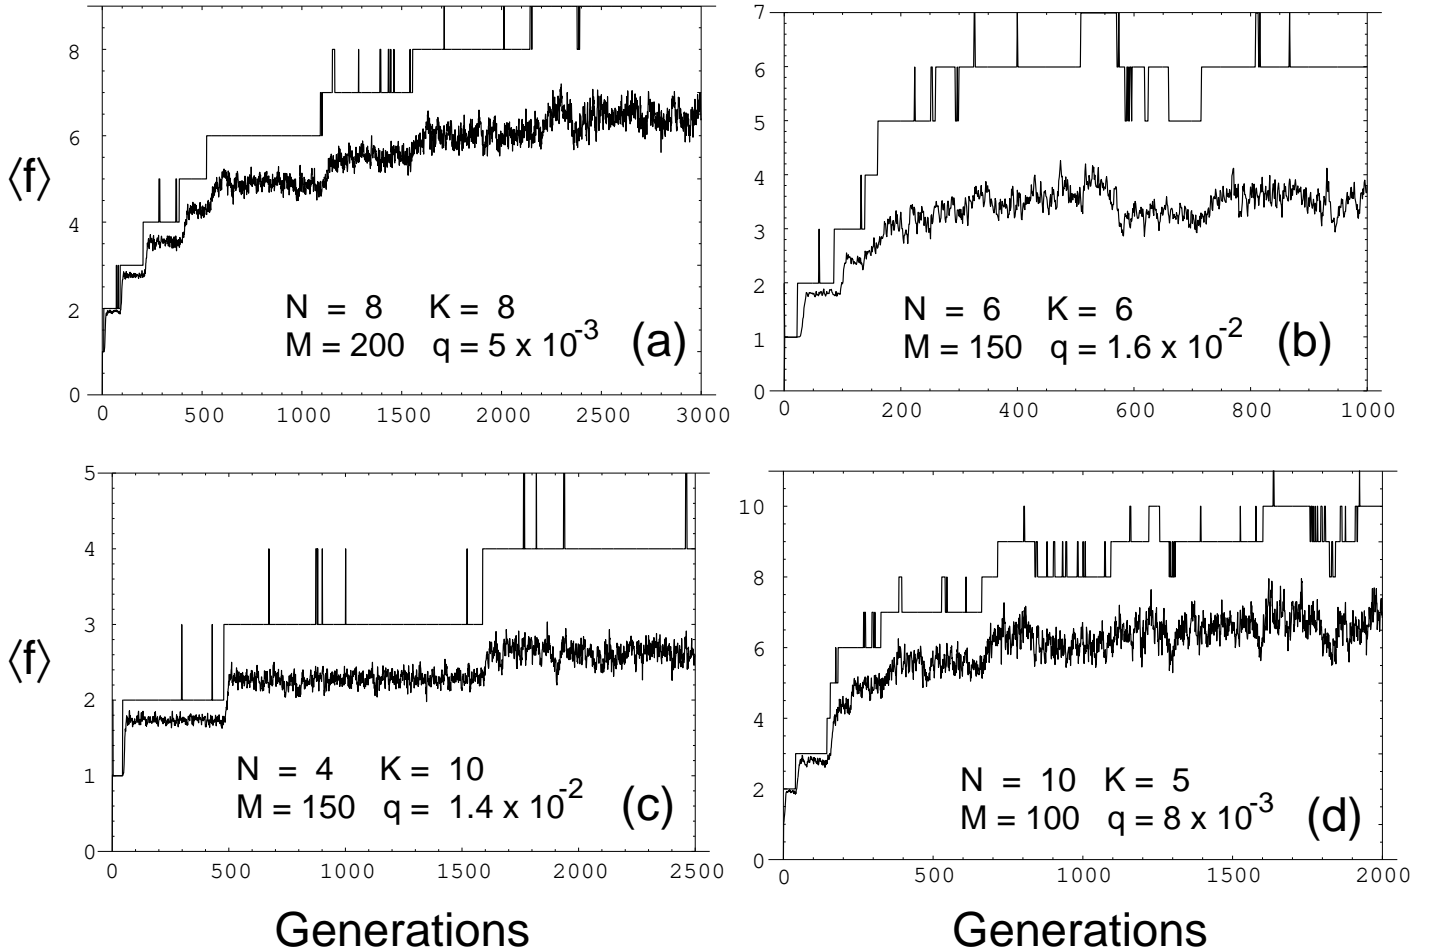 8
6
4
2
0
⟨f⟩
0 500 1000 1500 2000 2500 3000
N = 8 K = 8
M = 200 q = 5 x 10^-3 (a)
7
6
5
4
3
2
1
0
0 200 400 600 800 1000
N = 6 K = 6
M = 150 q = 1.6 x 10^-2 (b)
5
4
3
2
1
0
⟨f⟩
0 500 1000 1500 2000 2500
N = 4 K = 10
M = 150 q = 1.4 x 10^-2 (c)
Generations
10
8
6
4
2
0
0 500 1000 1500 2000
N = 10 K = 5
M = 100 q = 8 x 10^-3 (d)
Generations